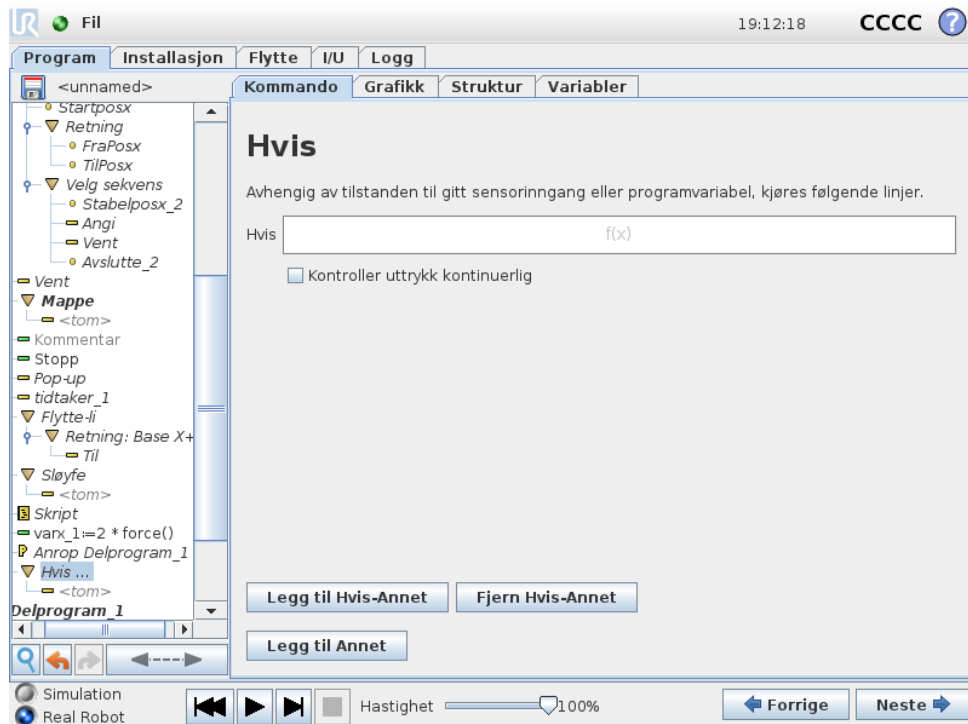 UR Fil 19:12:18 CCCC ?
Program Installasjon Flytte I/U Logg
<unnamed>
Kommando Grafikk Struktur Variabler
Startposx
Retning
FraPosx
TilPosx
Velg sekvens
Stabelposx_2
Angi
Vent
Avslutte_2
Vent
Mappe
<tom>
Kommentar
Stopp
Pop-up
tidtaker_1
Flytte-li
Retning: Base X+
Til
Sløyfe
<tom>
Skript
varx_1:=2 * force()
P Anrop Delprogram_1
Hvis ...
<tom>
Delprogram_1
Hvis
Avhengig av tilstanden til gitt sensorinngang eller programvariabel, kjøres følgende linjer.
Hvis f(x)
Kontroller uttrykk kontinuerlig
Legg til Hvis-Annet Fjern Hvis-Annet
Legg til Annet
Simulation
Real Robot
Hastighet 100%
Forrige Neste